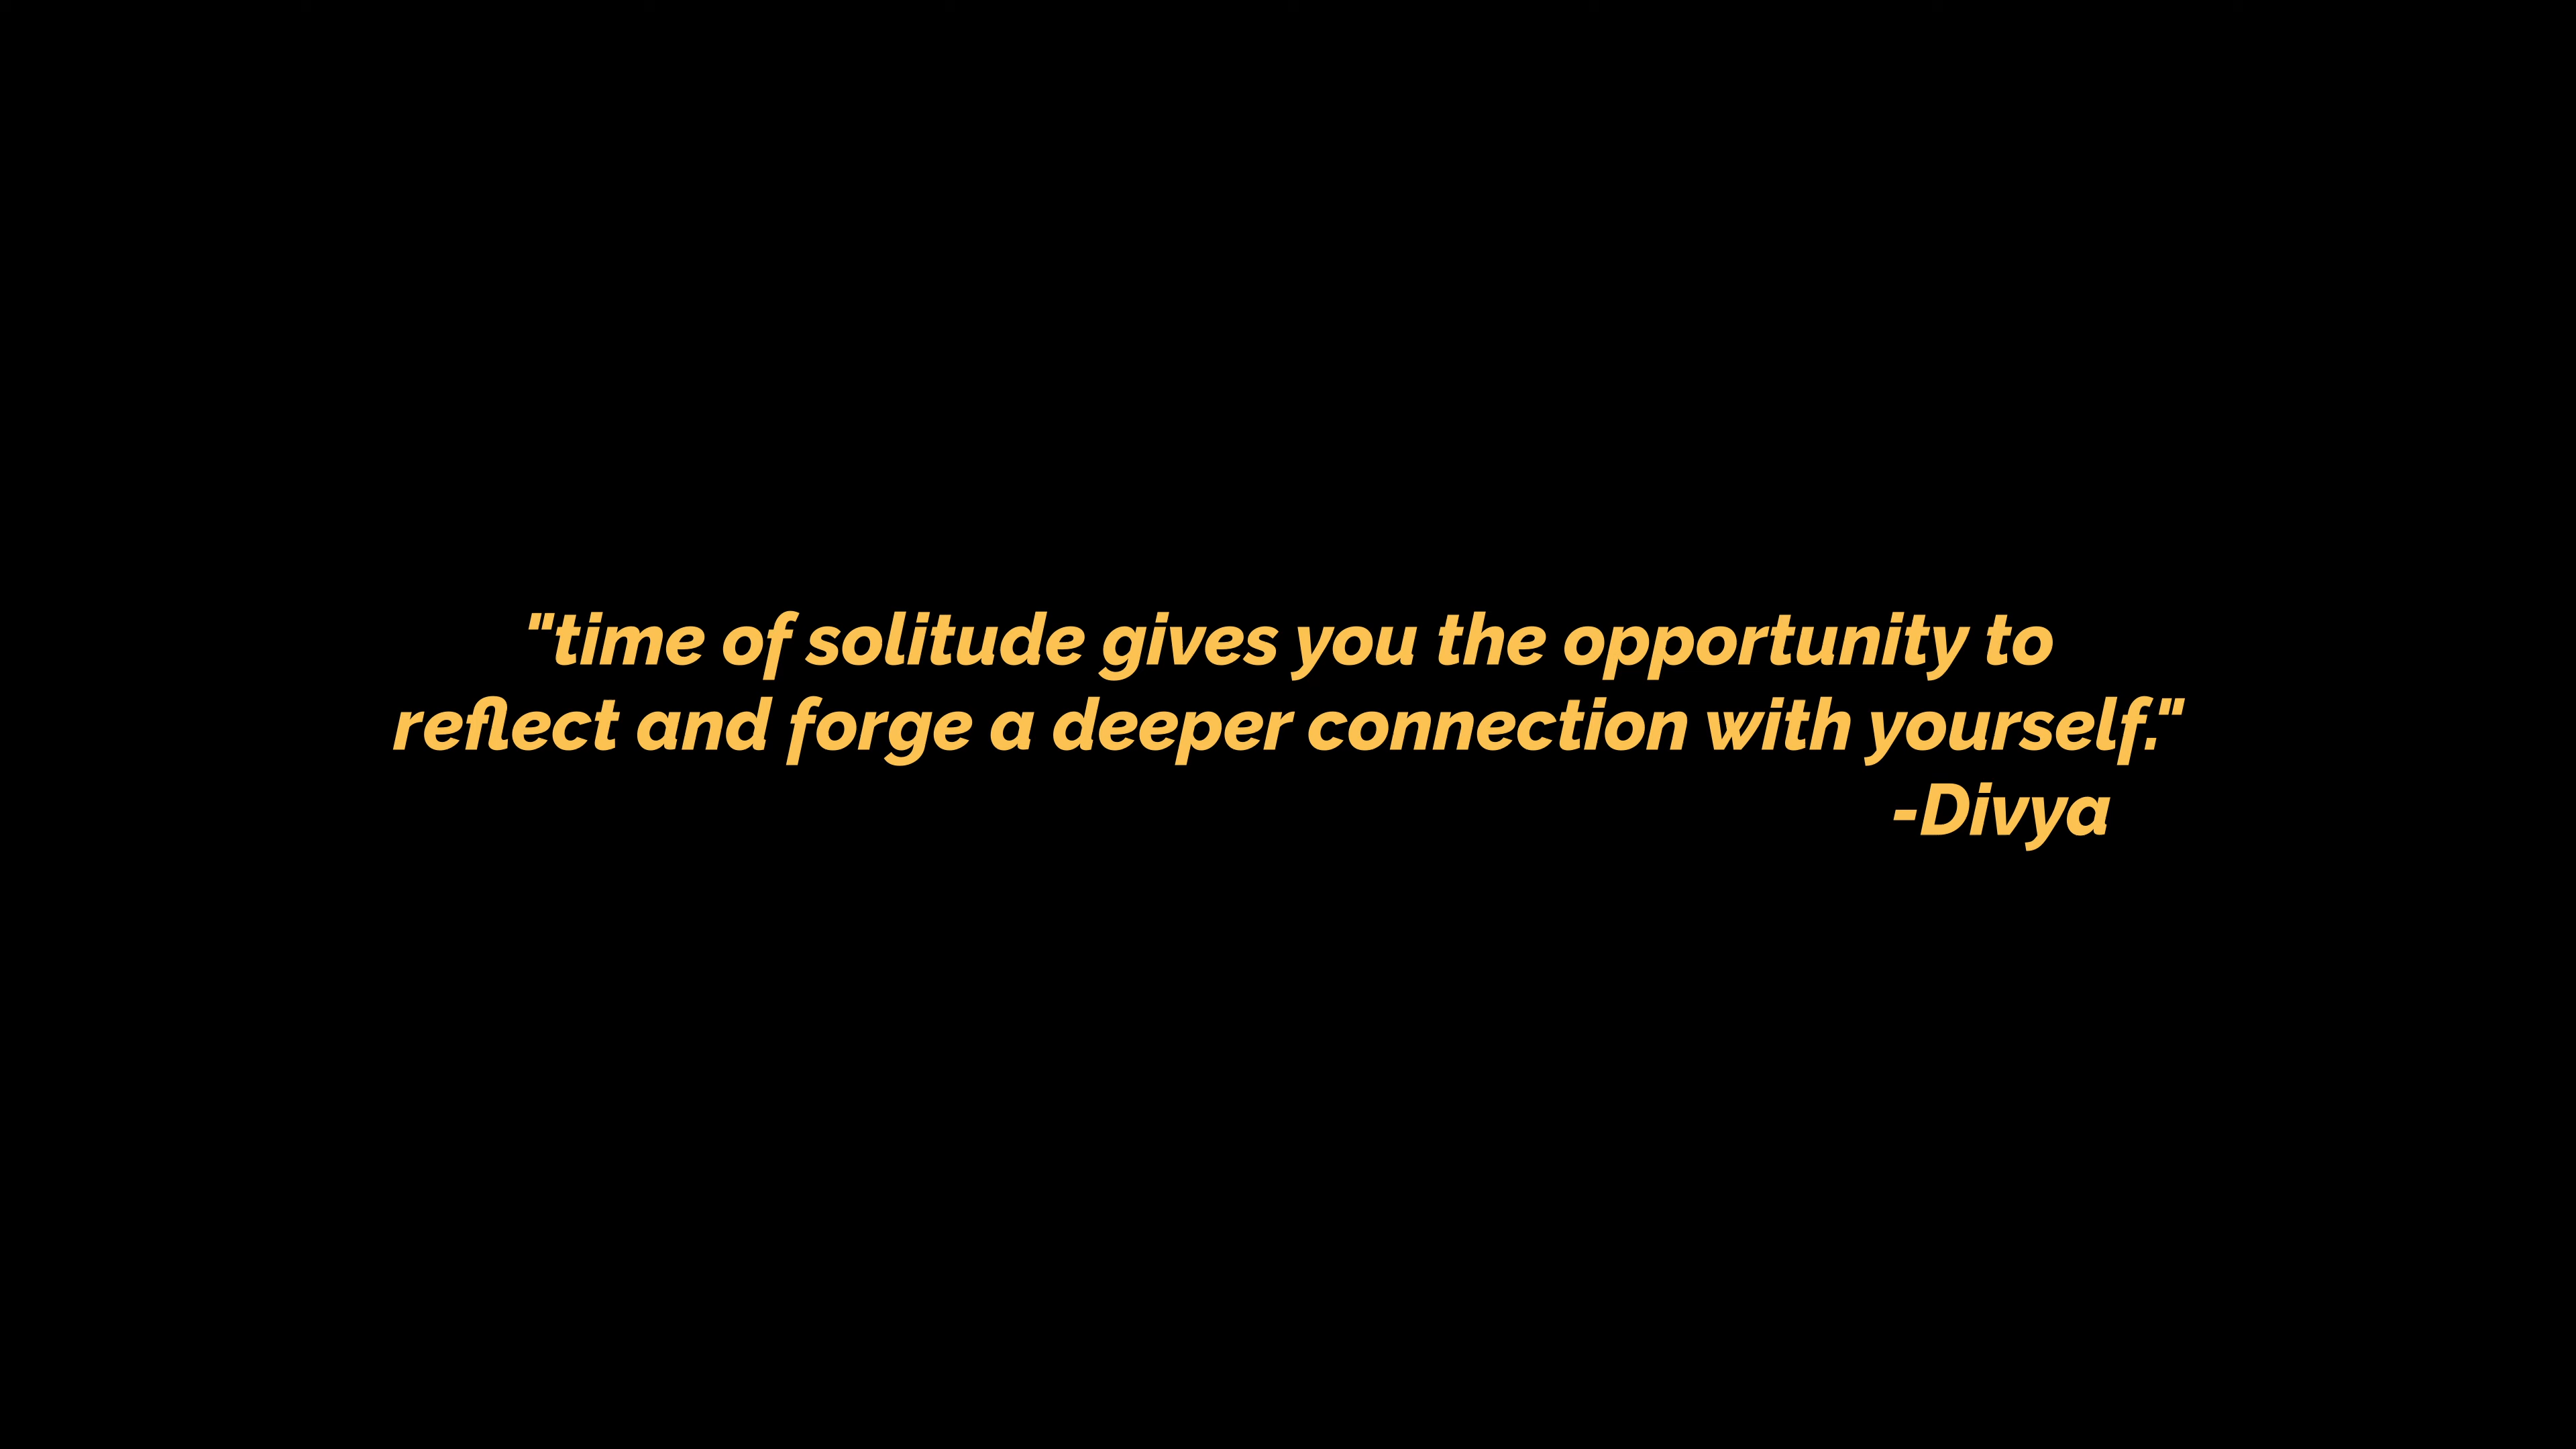 "time of solitude gives you the opportunity to
reflect and forge a deeper connection with yourself."
-Divya